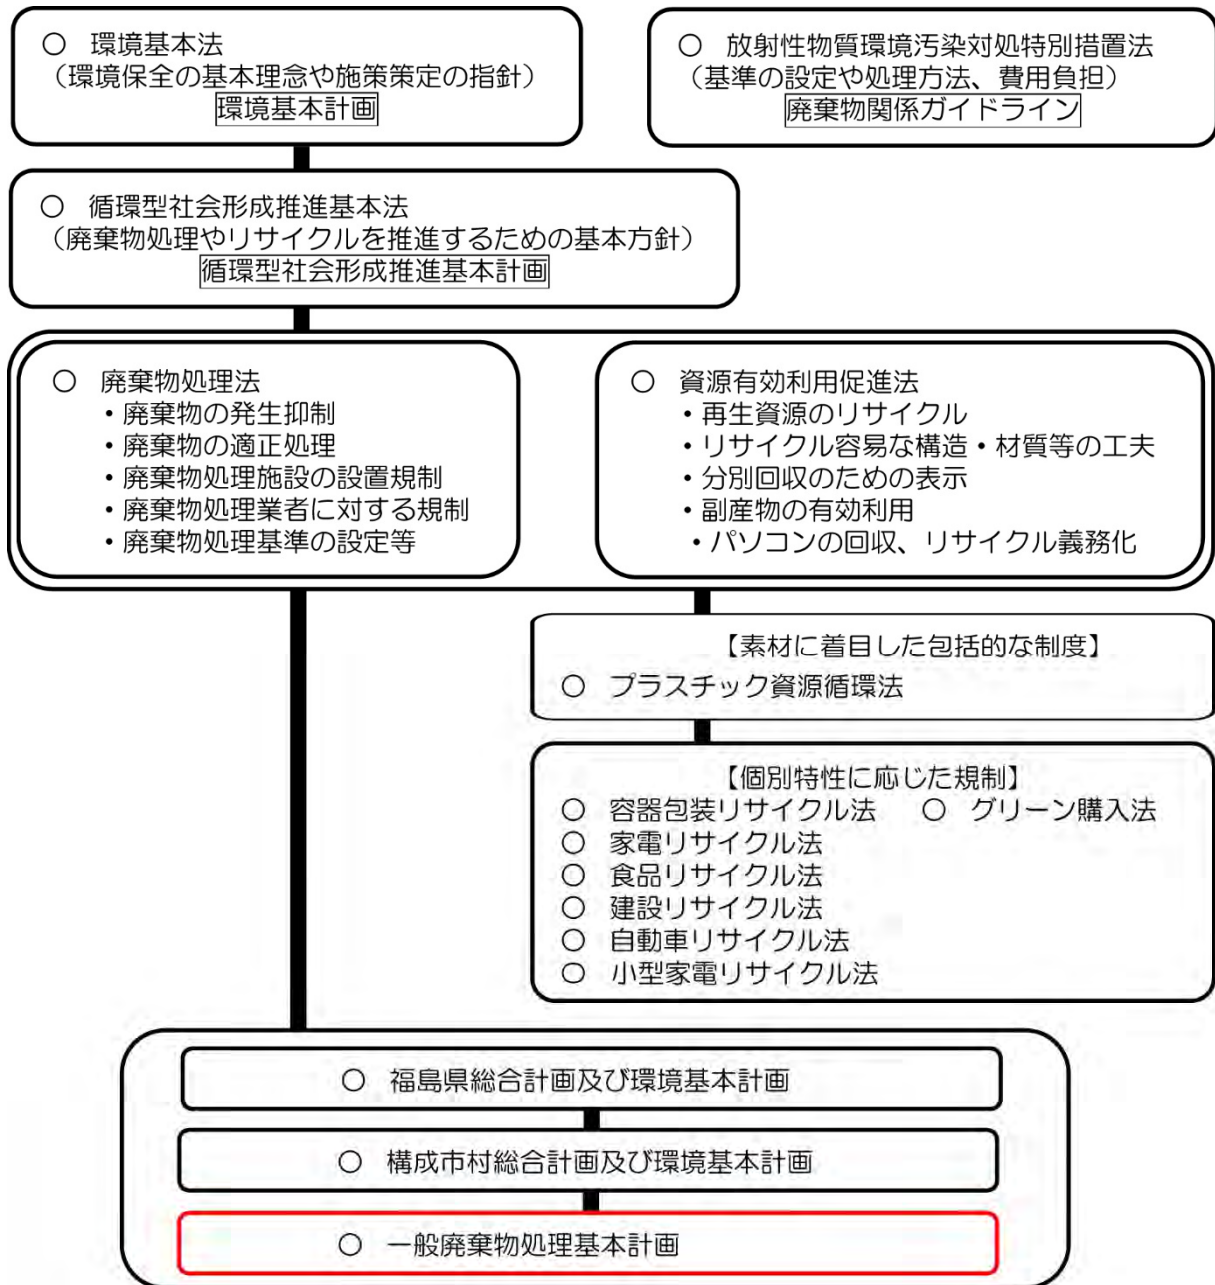 ○ 環境基本法
(環境保全の基本理念や施策策定の指針)
環境基本計画
○ 放射性物質環境汚染対処特別措置法
(基準の設定や処理方法、費用負担)
廃棄物関係ガイドライン
○ 循環型社会形成推進基本法
(廃棄物処理やリサイクルを推進するための基本方針)
循環型社会形成推進基本計画
○ 廃棄物処理法
・廃棄物の発生抑制
・廃棄物の適正処理
・廃棄物処理施設の設置規制
・廃棄物処理業者に対する規制
・廃棄物処理基準の設定等
○ 資源有効利用促進法
・再生資源のリサイクル
・リサイクル容易な構造・材質等の工夫
・分別回収のための表示
・副産物の有効利用
・パソコンの回収、リサイクル義務化
【素材に着目した包括的な制度】
○ プラスチック資源循環法
【個別特性に応じた規制】
○ 容器包装リサイクル法 ○ グリーン購入法
○ 家電リサイクル法
○ 食品リサイクル法
○ 建設リサイクル法
○ 自動車リサイクル法
○ 小型家電リサイクル法
○ 福島県総合計画及び環境基本計画
○ 構成市村総合計画及び環境基本計画
○ 一般廃棄物処理基本計画